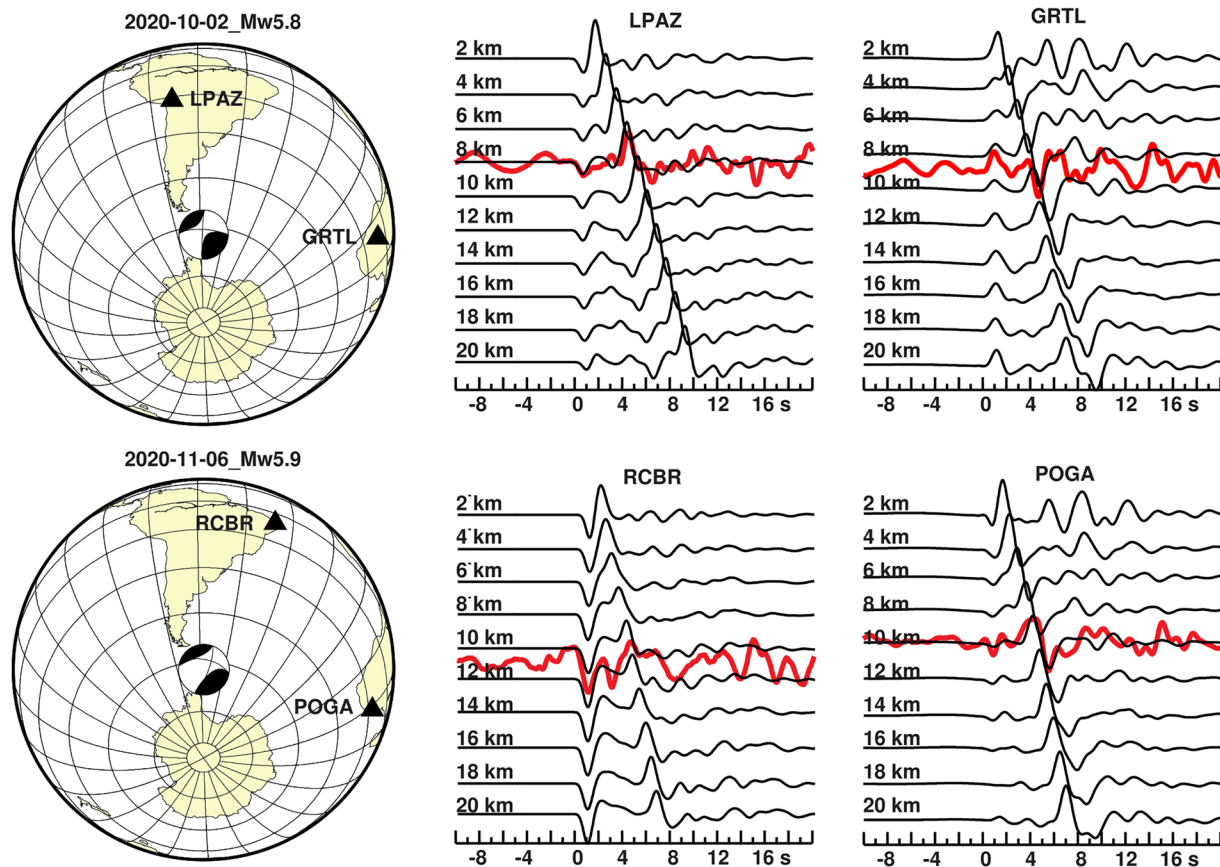 2020-10-02_Mw5.8
LPAZ
GRTL
LPAZ
2 km
4 km
6 km
8 km
10 km
12 km
14 km
16 km
18 km
20 km
-8 -4 0 4 8 12 16 s
GRTL
2 km
4 km
6 km
8 km
10 km
12 km
14 km
16 km
18 km
20 km
-8 -4 0 4 8 12 16 s
2020-11-06_Mw5.9
RCBR
POGA
RCBR
2 km
4 km
6 km
8 km
10 km
12 km
14 km
16 km
18 km
20 km
-8 -4 0 4 8 12 16 s
POGA
2 km
4 km
6 km
8 km
10 km
12 km
14 km
16 km
18 km
20 km
-8 -4 0 4 8 12 16 s